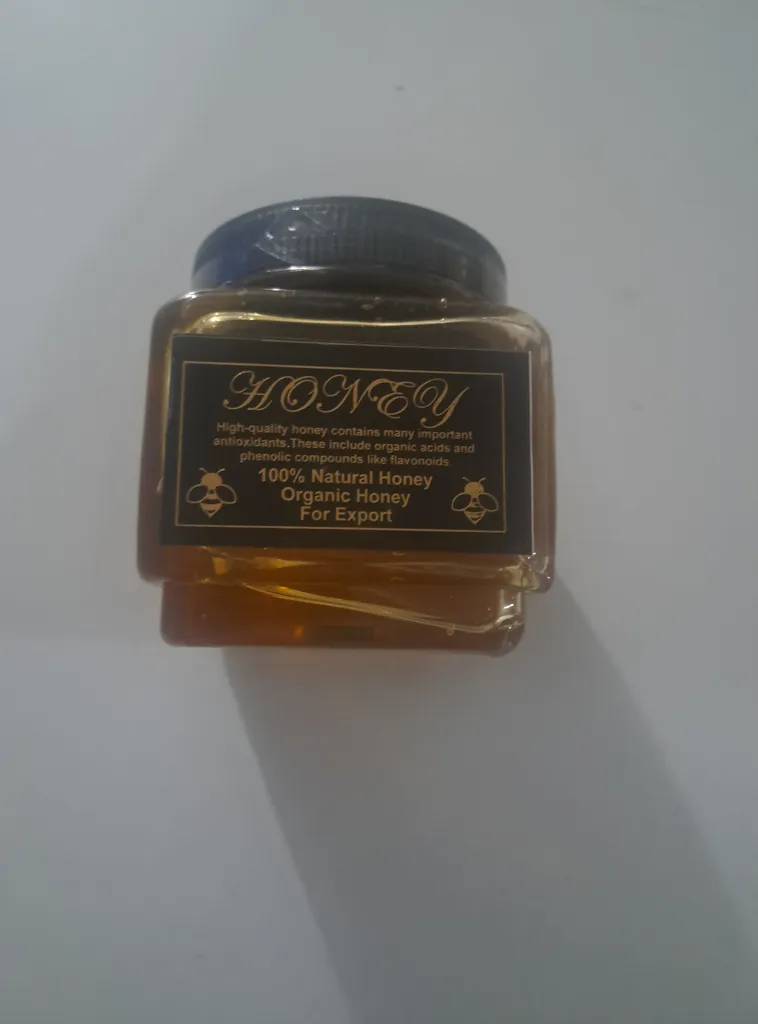 HONEY
High-quality honey contains many important
antioxidants.These include organic acids and
phenolic compounds like flavonoids.
100% Natural Honey
Organic Honey
For Export